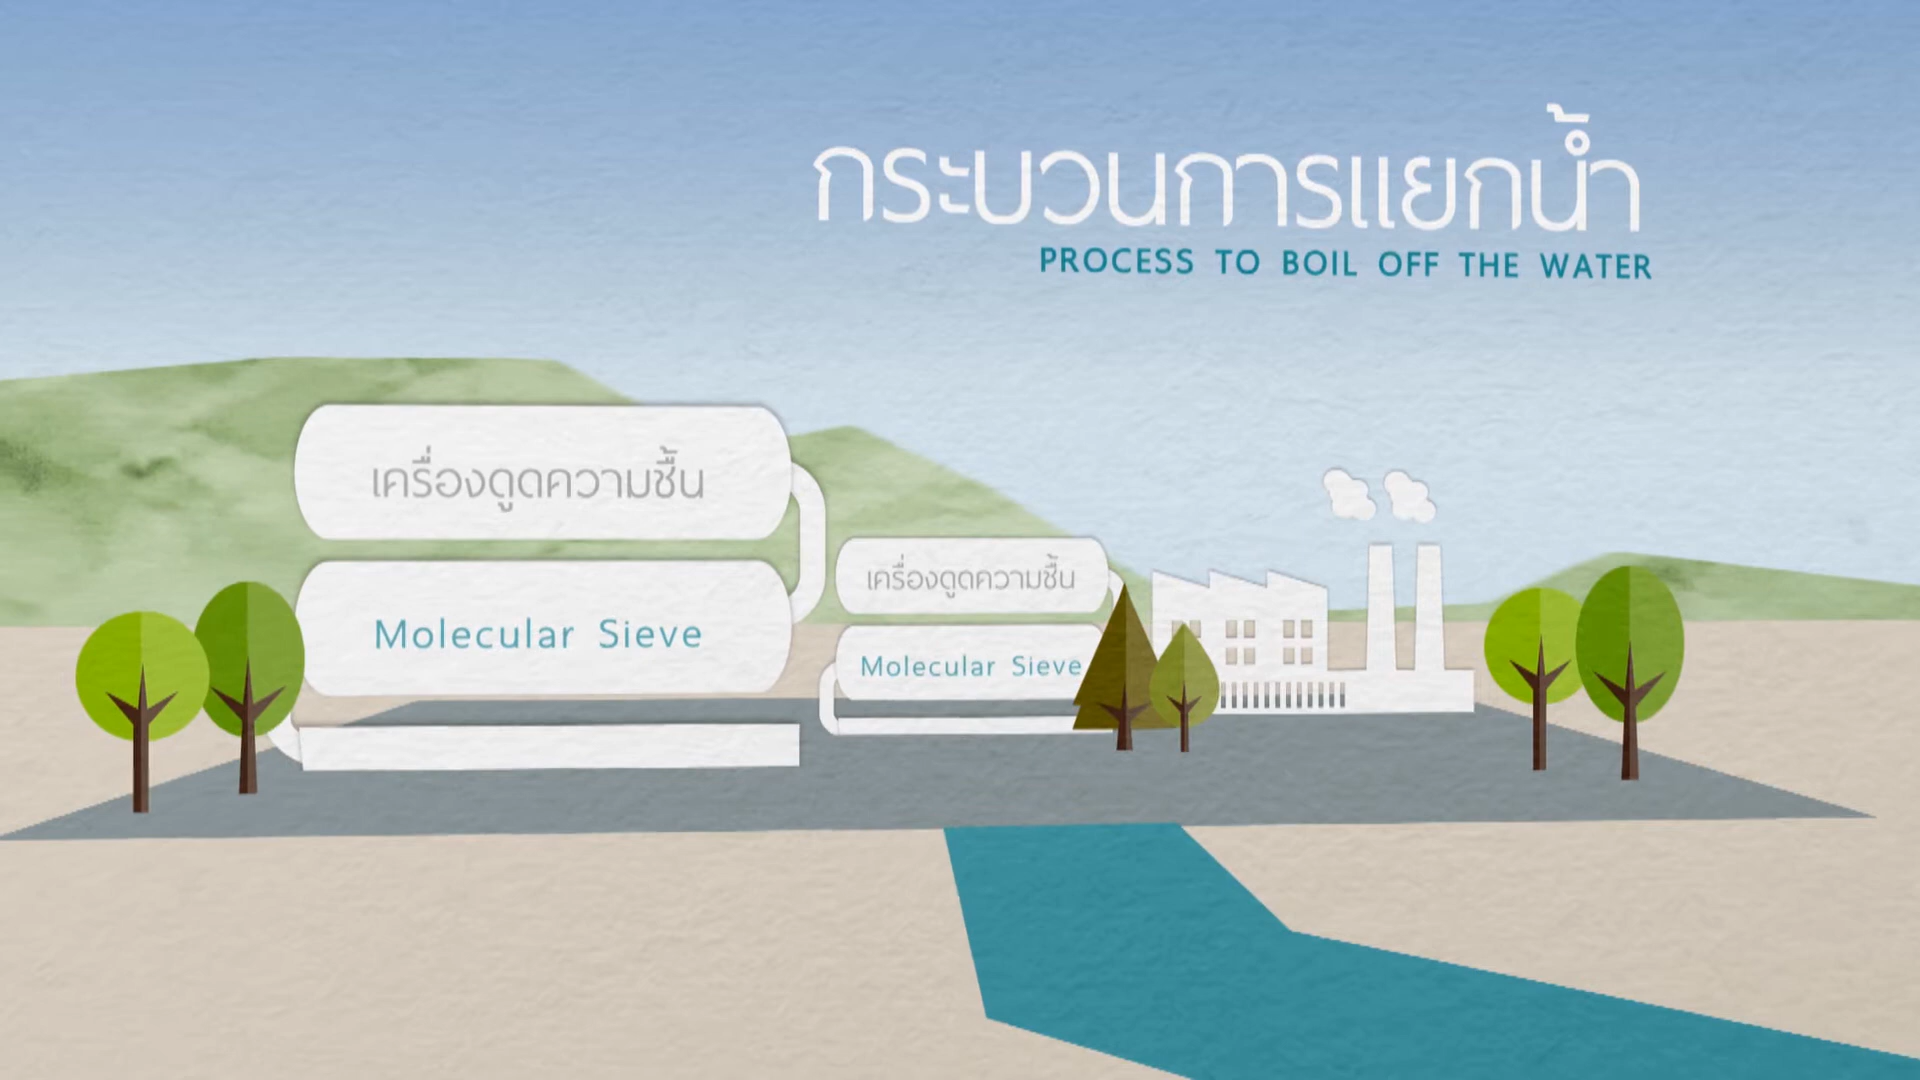 กระบวนการแยกน้ำ
PROCESS TO BOIL OFF THE WATER
เครื่องดูดความชื้น
Molecular Sieve
เครื่องดูดความชื้น
Molecular Sieve